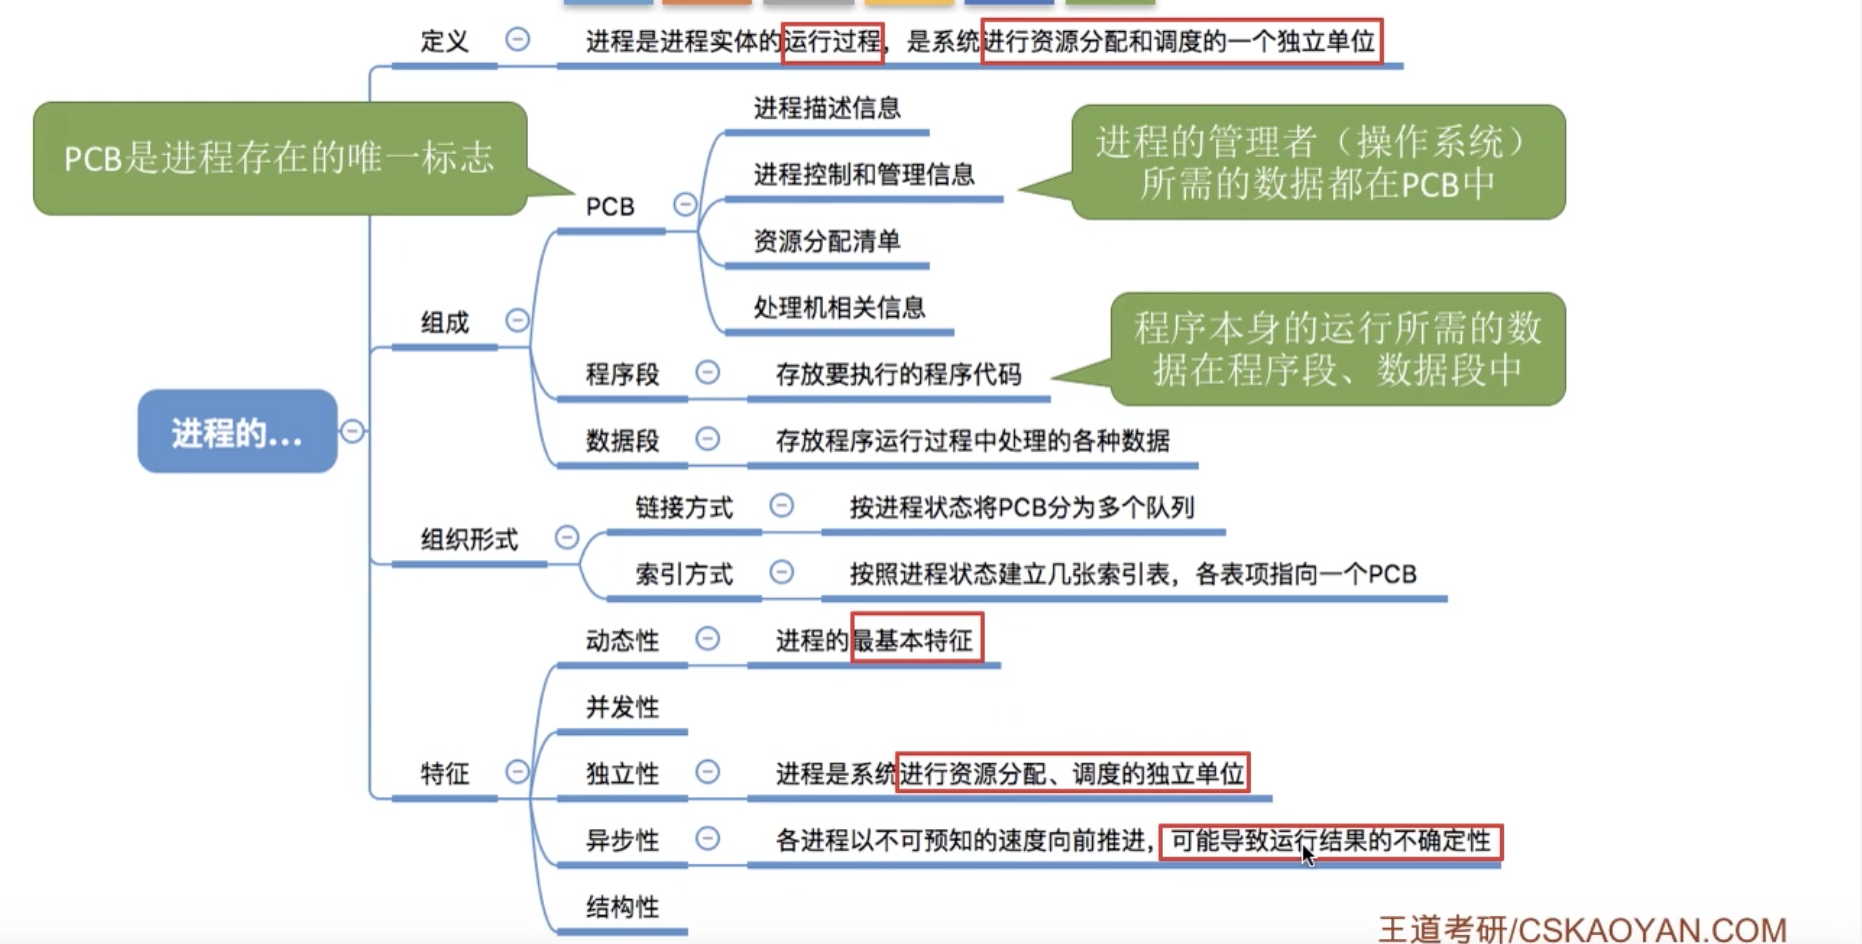 定义
进程是进程实体的运行过程，是系统进行资源分配和调度的一个独立单位
PCB是进程存在的唯一标志
进程描述信息
进程的管理者（操作系统）
所需的数据都在PCB中
进程控制和管理信息
PCB
资源分配清单
处理机相关信息
组成
程序本身的运行所需的数
据在程序段、数据段中
程序段
存放要执行的程序代码
进程的...
数据段
存放程序运行过程中处理的各种数据
组织形式
链接方式
按进程状态将PCB分为多个队列
索引方式
按照进程状态建立几张索引表，各表项指向一个PCB
动态性
进程的最基本特征
并发性
特征
独立性
进程是系统进行资源分配、调度的独立单位
异步性
各进程以不可预知的速度向前推进，可能导致运行结果的不确定性
结构性
王道考研/CSKAOYAN.COM